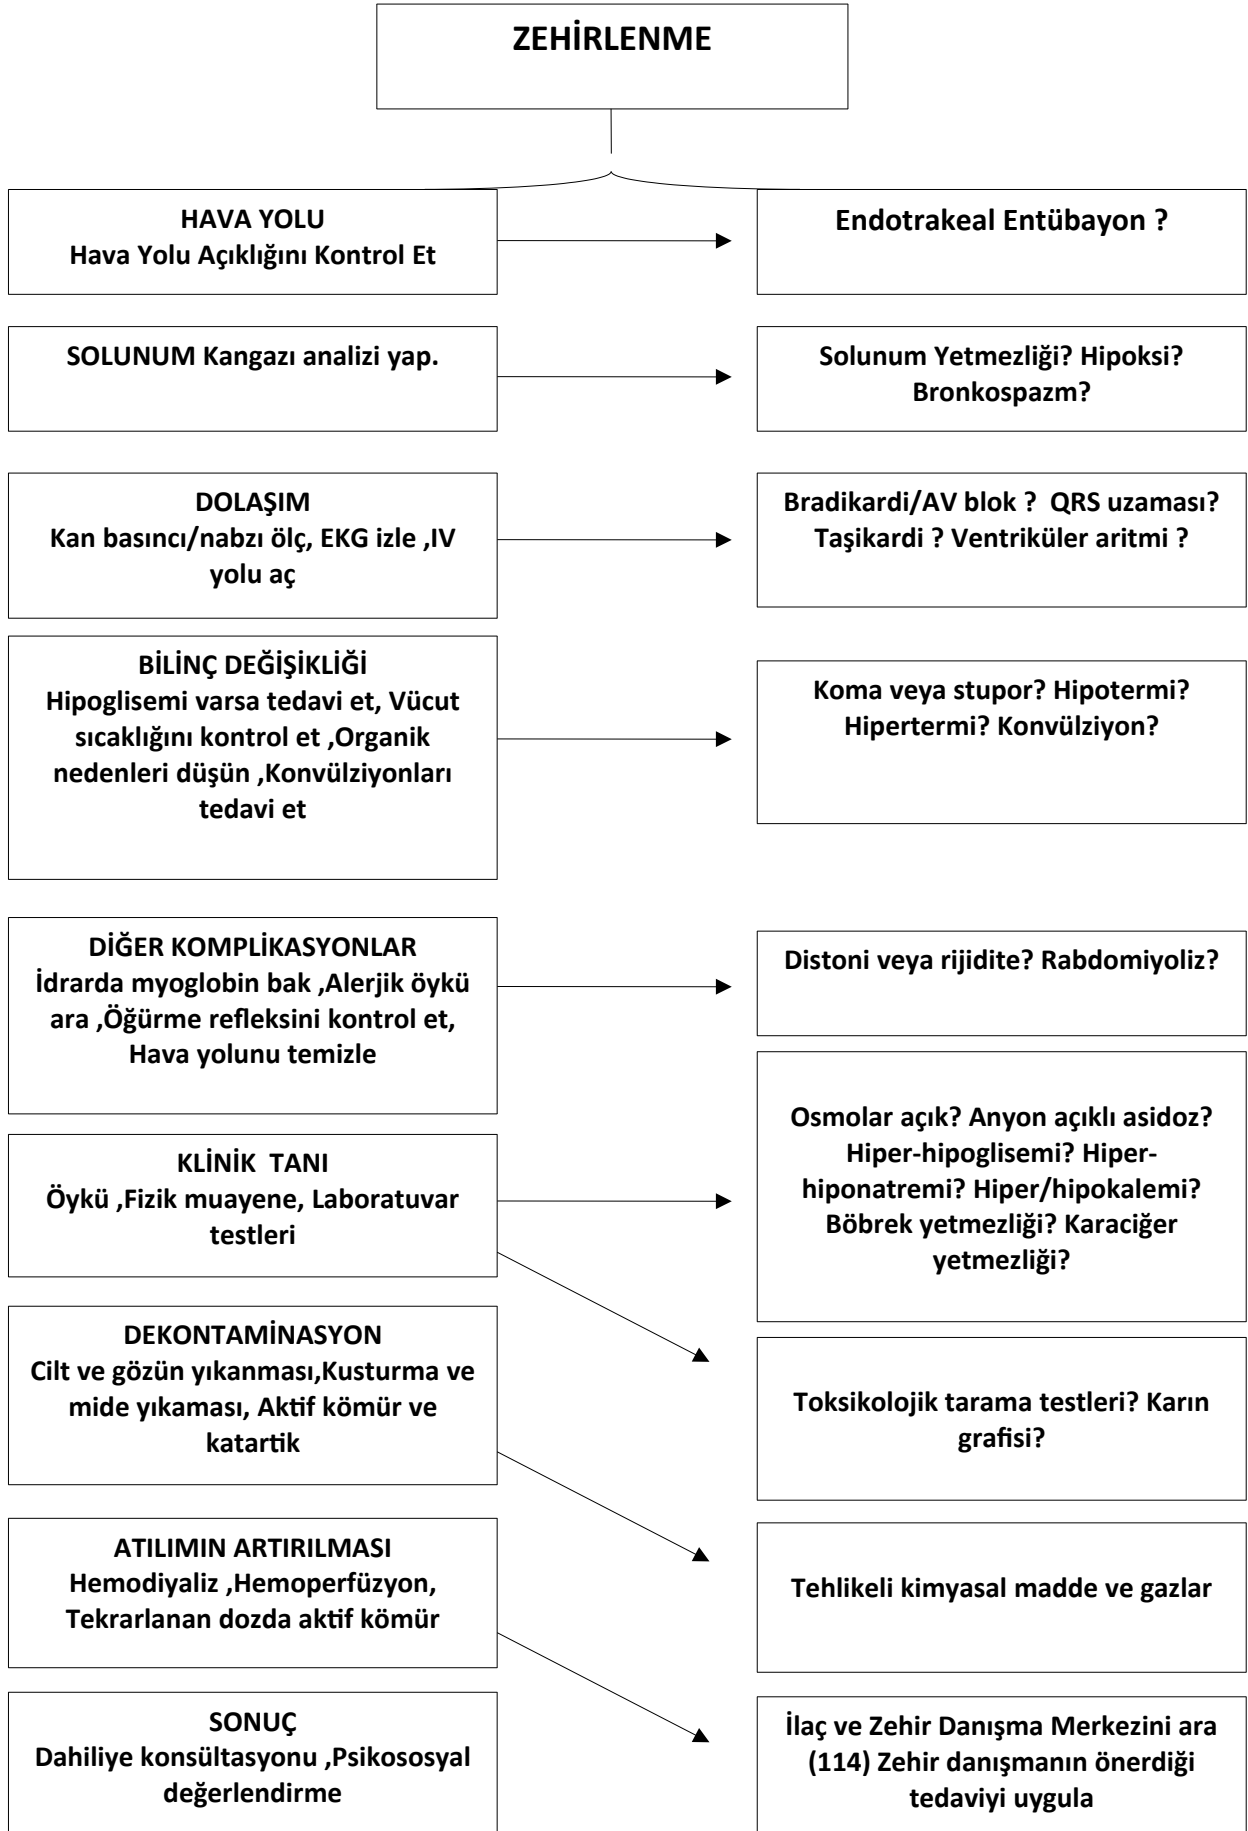 ZEHİRLENME
HAVA YOLU
Hava Yolu Açıklığını Kontrol Et
Endotrakeal Entübayon ?
SOLUNUM Kangazı analizi yap.
Solunum Yetmezliği? Hipoksi?
Bronkospazm?
DOLAŞIM
Kan basıncı/nabzı ölç, EKG izle ,IV
yolu aç
Bradikardi/AV blok ?  QRS uzaması?
Taşikardi ? Ventriküler aritmi ?
BİLİNÇ DEĞİŞİKLİĞİ
Hipoglisemi varsa tedavi et, Vücut
sıcaklığını kontrol et ,Organik
nedenleri düşün ,Konvülziyonları
tedavi et
Koma veya stupor? Hipotermi?
Hipertermi? Konvülziyon?
DİĞER KOMPLİKASYONLAR
İdrarda myoglobin bak ,Alerjik öykü
ara ,Öğürme refleksini kontrol et,
Hava yolunu temizle
Distoni veya rijidite? Rabdomiyoliz?
KLİNİK  TANI
Öykü ,Fizik muayene, Laboratuvar
testleri
Osmolar açık? Anyon açıklı asidoz?
Hiper-hipoglisemi? Hiper-
hiponatremi? Hiper/hipokalemi?
Böbrek yetmezliği? Karaciğer
yetmezliği?
DEKONTAMİNASYON
Cilt ve gözün yıkanması,Kusturma ve
mide yıkaması, Aktif kömür ve
katartik
Toksikolojik tarama testleri? Karın
grafisi?
ATILIMIN ARTIRILMASI
Hemodiyaliz ,Hemoperfüzyon,
Tekrarlanan dozda aktif kömür
Tehlikeli kimyasal madde ve gazlar
SONUÇ
Dahiliye konsültasyonu ,Psikososyal
değerlendirme
İlaç ve Zehir Danışma Merkezini ara
(114) Zehir danışmanın önerdiği
tedaviyi uygula